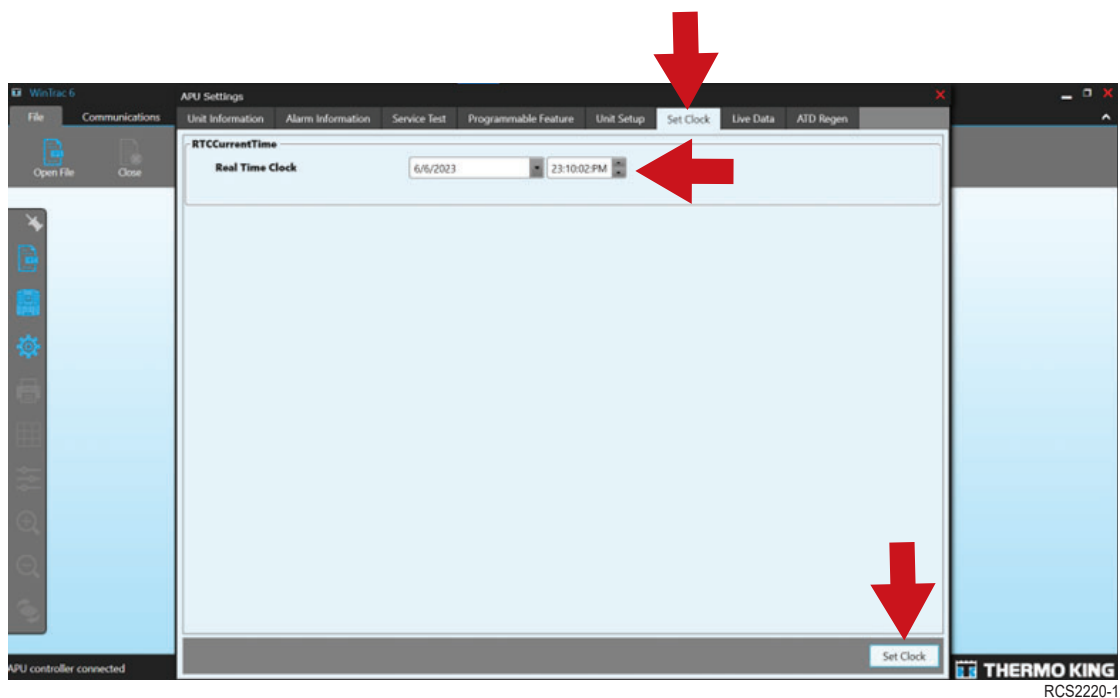 WinTrac 6
File Communications
Open File Close
APU Settings
Unit Information Alarm Information Service Test Programmable Feature Unit Setup Set Clock Live Data ATD Regen
RTCCurrentTime
Real Time Clock 6/6/2023 23:10:02:PM
Set Clock
APU controller connected
THERMO KING
RCS2220-1